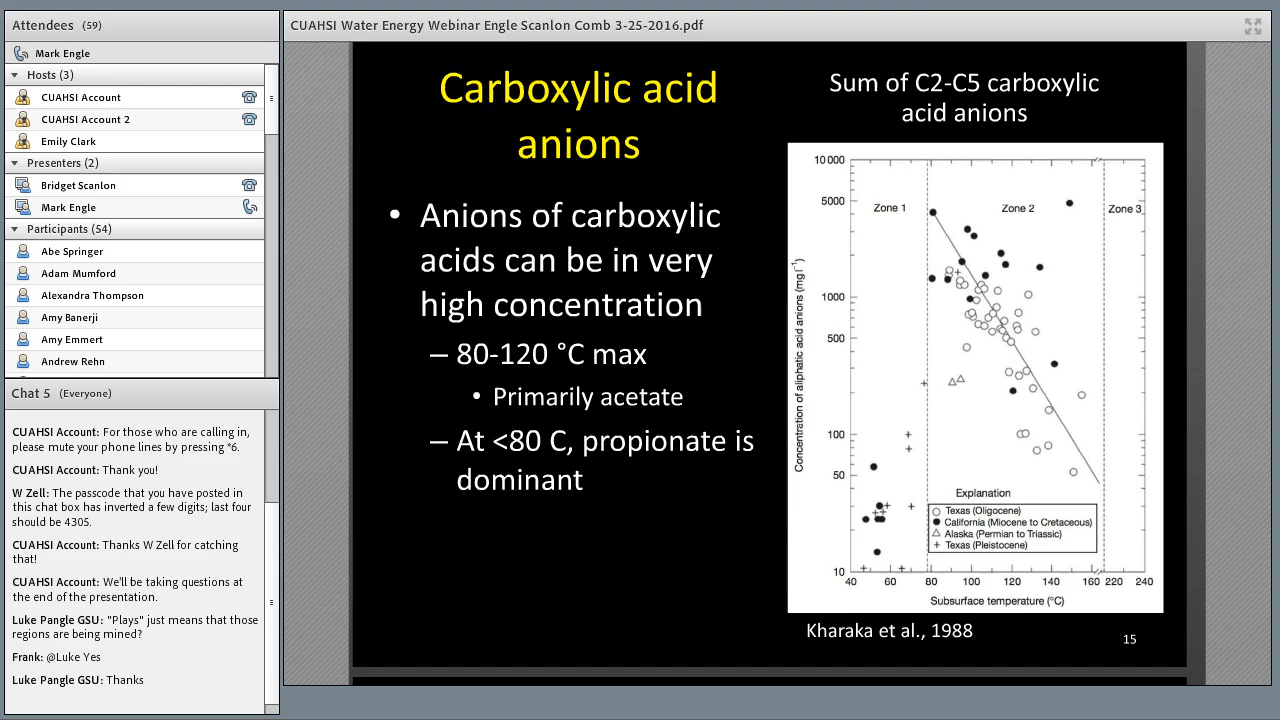 Attendees (59)
Mark Engle
Hosts (3)
CUAHSI Account
CUAHSI Account 2
Emily Clark
Presenters (2)
Bridget Scanlon
Mark Engle
Participants (54)
Abe Springer
Adam Mumford
Alexandra Thompson
Amy Banerji
Amy Emmert
Andrew Rehn
Chat 5 (Everyone)
CUAHSI Account: For those who are calling in,
please mute your phone lines by pressing *6.
CUAHSI Account: Thank you!
W Zell: The passcode that you have posted in
this chat box has inverted a few digits; last four
should be 4305.
CUAHSI Account: Thanks W Zell for catching
that!
CUAHSI Account: We'll be taking questions at
the end of the presentation.
Luke Pangle GSU: "Plays" just means that those
regions are being mined?
Frank: @Luke Yes
Luke Pangle GSU: Thanks
CUAHSI Water Energy Webinar Engle Scanlon Comb 3-25-2016.pdf
Carboxylic acid
anions
• Anions of carboxylic
acids can be in very
high concentration
– 80-120 °C max
• Primarily acetate
– At <80 C, propionate is
dominant
Sum of C2-C5 carboxylic
acid anions
10 000
5000
1000
500
100
50
10
Concentration of aliphatic acid anions (mg l⁻¹)
Zone 1
Zone 2
Zone 3
Explanation
Texas (Oligocene)
California (Miocene to Cretaceous)
Alaska (Permian to Triassic)
Texas (Pleistocene)
40 60 80 100 120 140 160 220 240
Subsurface temperature (°C)
Kharaka et al., 1988
15